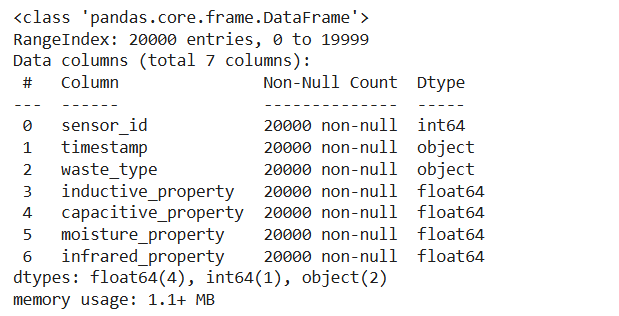 <class 'pandas.core.frame.DataFrame'>
RangeIndex: 20000 entries, 0 to 19999
Data columns (total 7 columns):
 #   Column               Non-Null Count  Dtype
---  ------               --------------  -----
 0   sensor_id            20000 non-null  int64
 1   timestamp            20000 non-null  object
 2   waste_type           20000 non-null  object
 3   inductive_property   20000 non-null  float64
 4   capacitive_property  20000 non-null  float64
 5   moisture_property    20000 non-null  float64
 6   infrared_property    20000 non-null  float64
dtypes: float64(4), int64(1), object(2)
memory usage: 1.1+ MB